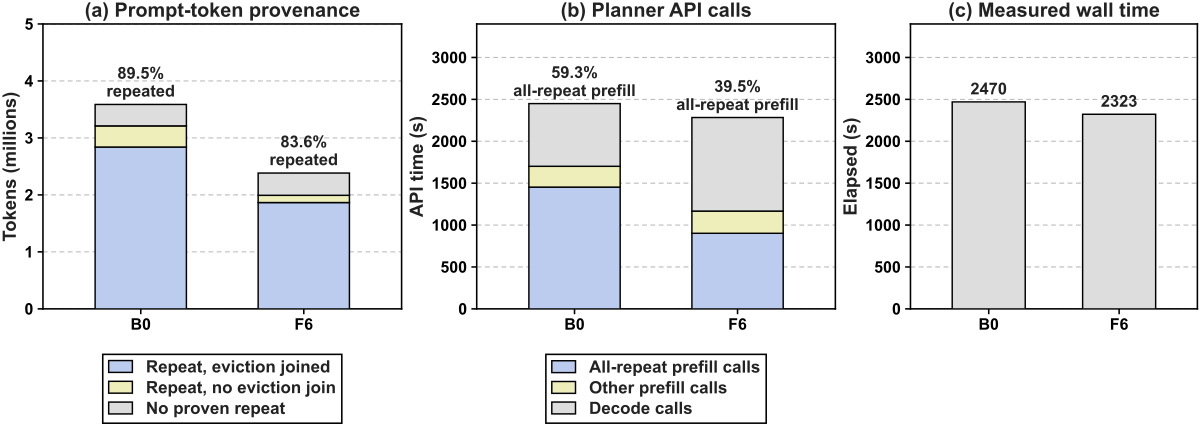 (a) Prompt-token provenance
Tokens (millions)
5
4
3
2
1
0
89.5%
repeated
83.6%
repeated
B0
F6
Repeat, eviction joined
Repeat, no eviction join
No proven repeat
(b) Planner API calls
API time (s)
3000
2500
2000
1500
1000
500
0
59.3%
all-repeat prefill
39.5%
all-repeat prefill
B0
F6
All-repeat prefill calls
Other prefill calls
Decode calls
(c) Measured wall time
Elapsed (s)
3000
2500
2000
1500
1000
500
0
2470
2323
B0
F6